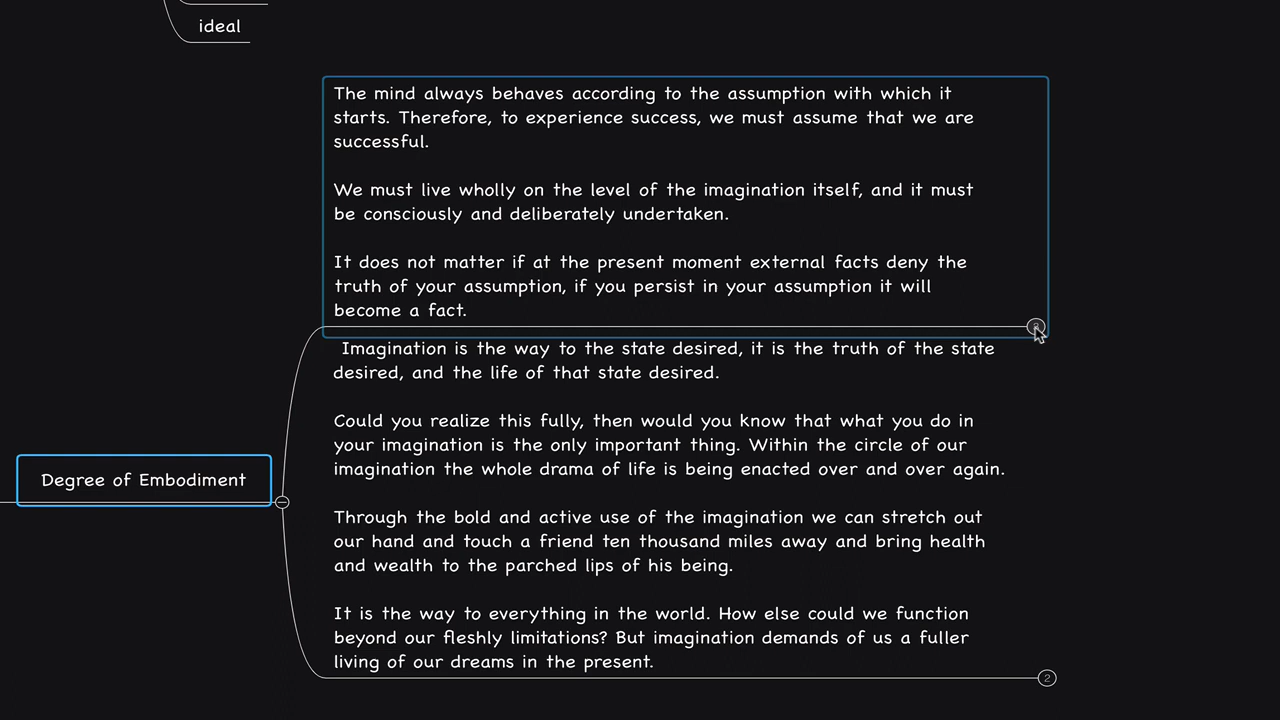 ideal
The mind always behaves according to the assumption with which it
starts. Therefore, to experience success, we must assume that we are
successful.
We must live wholly on the level of the imagination itself, and it must
be consciously and deliberately undertaken.
It does not matter if at the present moment external facts deny the
truth of your assumption, if you persist in your assumption it will
become a fact.
Imagination is the way to the state desired, it is the truth of the state
desired, and the life of that state desired.
Could you realize this fully, then would you know that what you do in
your imagination is the only important thing. Within the circle of our
imagination the whole drama of life is being enacted over and over again.
Degree of Embodiment
Through the bold and active use of the imagination we can stretch out
our hand and touch a friend ten thousand miles away and bring health
and wealth to the parched lips of his being.
It is the way to everything in the world. How else could we function
beyond our fleshly limitations? But imagination demands of us a fuller
living of our dreams in the present.
2